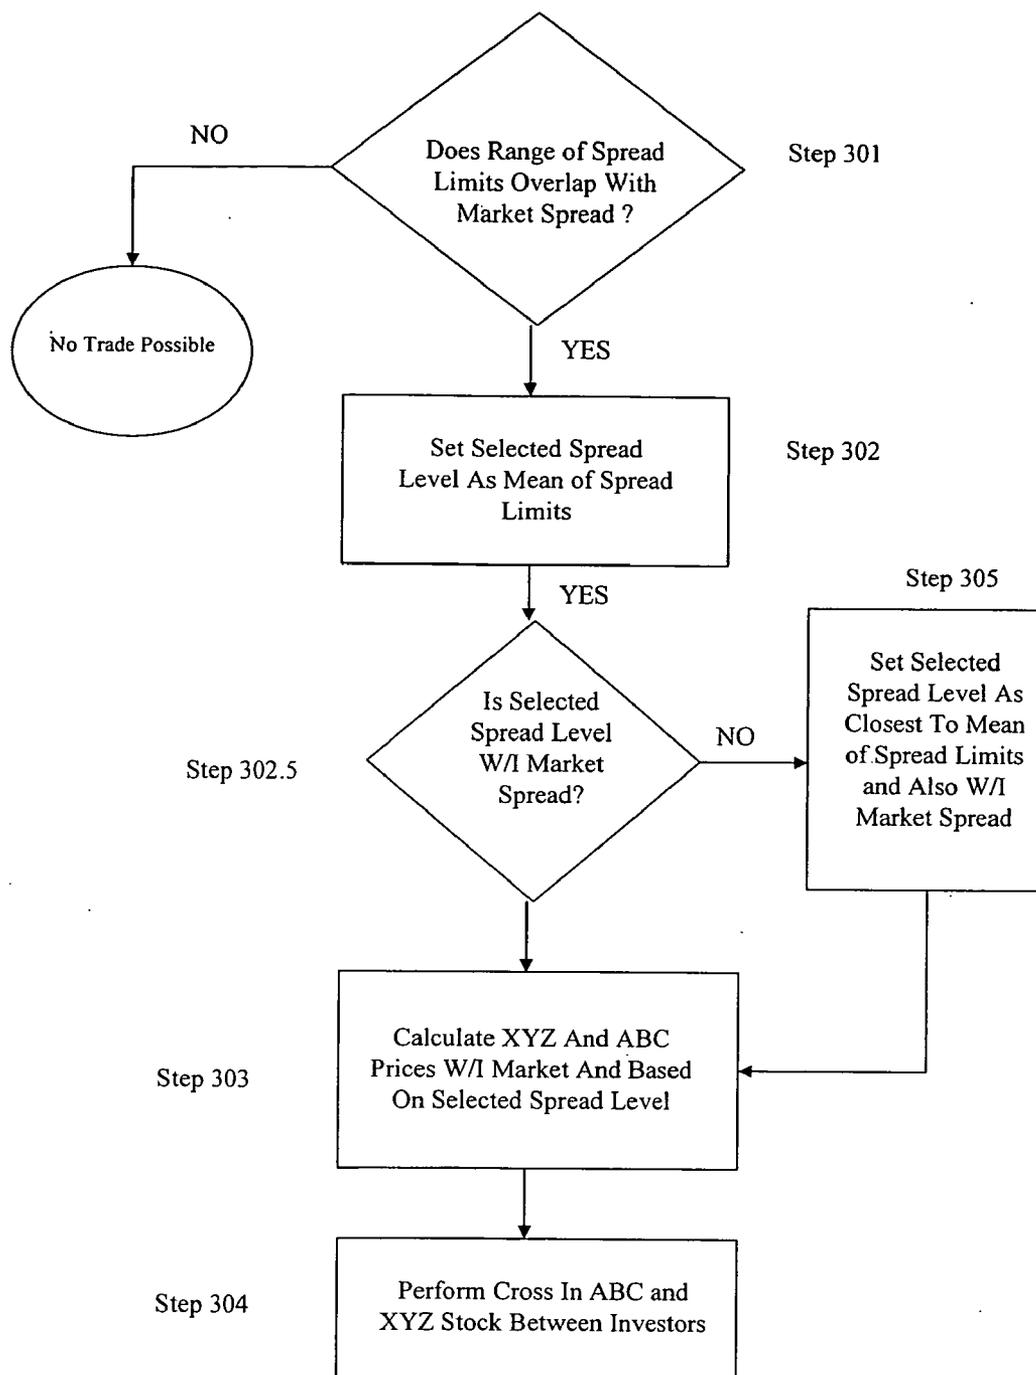 NO
Does Range of Spread
Limits Overlap With
Market Spread ?
Step 301
No Trade Possible
YES
Set Selected Spread
Level As Mean of Spread
Limits
Step 302
YES
Step 305
Is Selected
Spread Level
W/I Market
Spread?
Step 302.5
NO
Set Selected
Spread Level As
Closest To Mean
of Spread Limits
and Also W/I
Market Spread
Calculate XYZ And ABC
Prices W/I Market And Based
On Selected Spread Level
Step 303
Perform Cross In ABC and
XYZ Stock Between Investors
Step 304